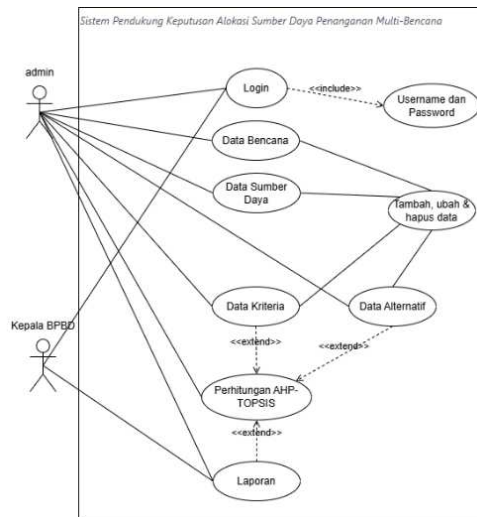 Sistem Pendukung Keputusan Alokasi Sumber Daya Penanganan Multi-Bencana
admin
Login
<<include>>
Username dan
Password
Data Bencana
Data Sumber
Daya
Tambah, ubah &
hapus data
Data Kriteria
Data Alternatif
Kepala BPBD
<<extend>>
<<extend>>
Perhitungan AHP-
TOPSIS
<<extend>>
Laporan